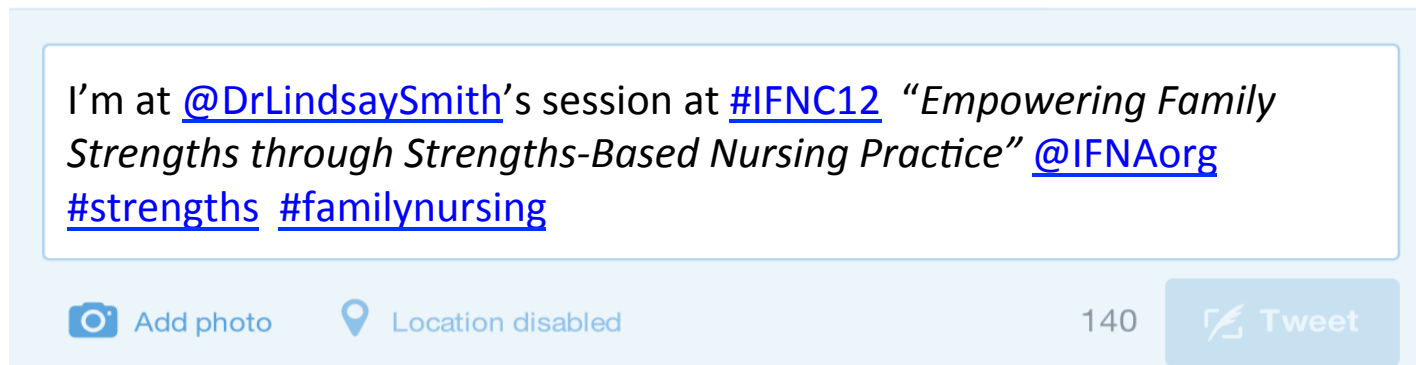 I’m at @DrLindsaySmith’s session at #IFNC12 “Empowering Family
Strengths through Strengths-Based Nursing Practice” @IFNAorg
#strengths #familynursing
Add photo Location disabled 140 Tweet